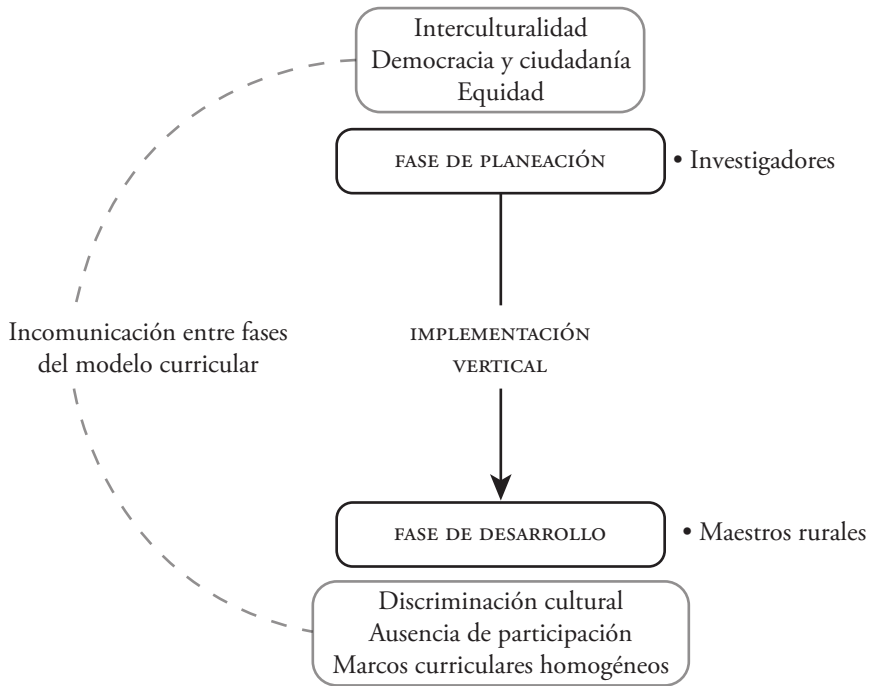 Interculturalidad
Democracia y ciudadanía
Equidad
FASE DE PLANEACIÓN
• Investigadores
Incomunicación entre fases
del modelo curricular
IMPLEMENTACIÓN
VERTICAL
FASE DE DESARROLLO
• Maestros rurales
Discriminación cultural
Ausencia de participación
Marcos curriculares homogéneos